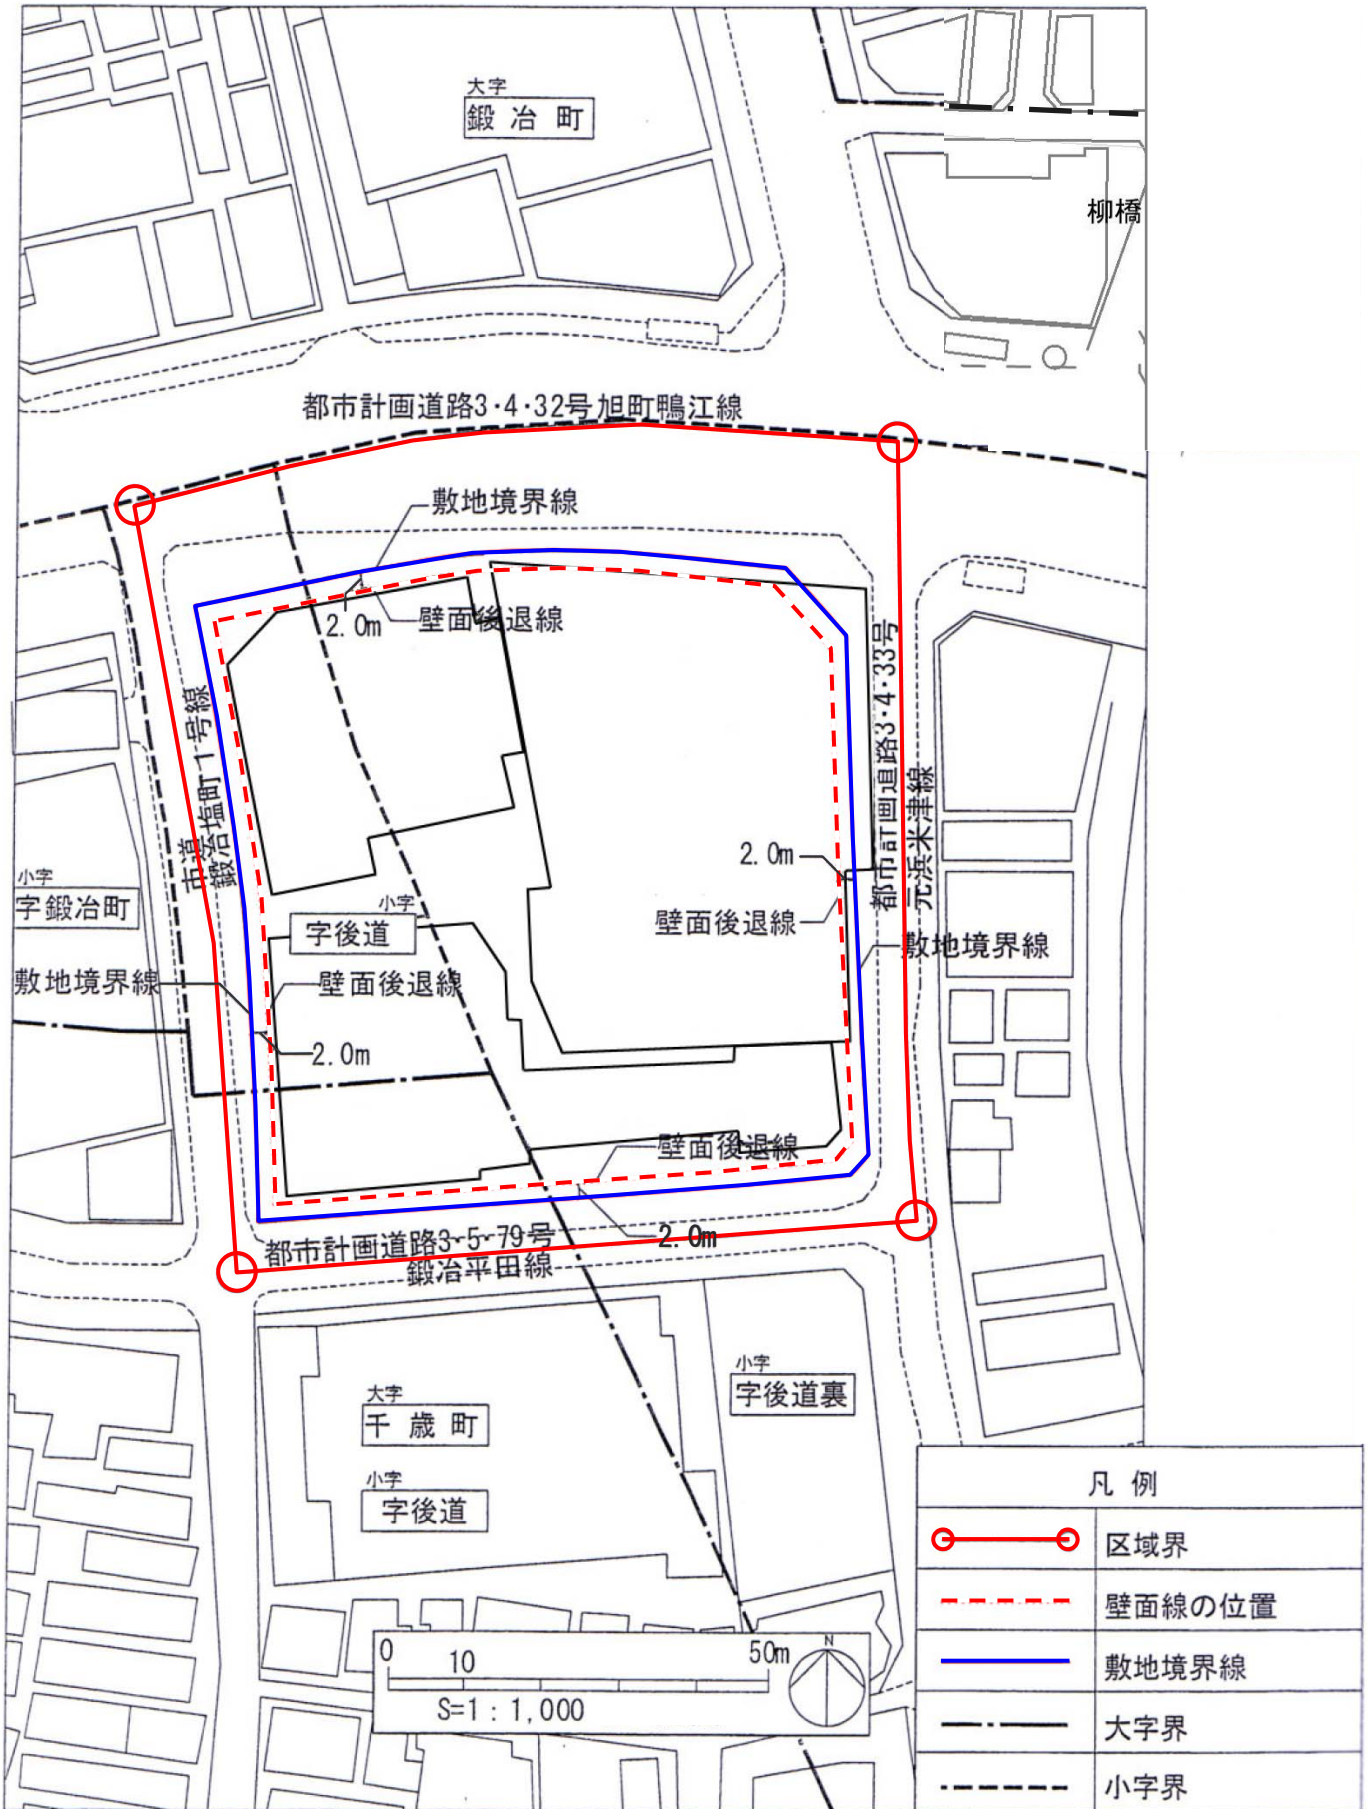 大字
鍛冶町
柳橋
都市計画道路3・4・32号旭町鴨江線
敷地境界線
2.0m
壁面後退線
市道
鍛冶塩町1号線
都市計画道路3・4・33号
元浜米津線
2.0m
壁面後退線
敷地境界線
小字
字鍛冶町
小字
字後道
敷地境界線
壁面後退線
2.0m
壁面後退線
2.0m
都市計画道路3・5・79号
鍛冶平田線
小字
字後道裏
大字
千歳町
小字
字後道
0
10
50m
S=1:1,000
N
凡例
区域界
壁面線の位置
敷地境界線
大字界
小字界